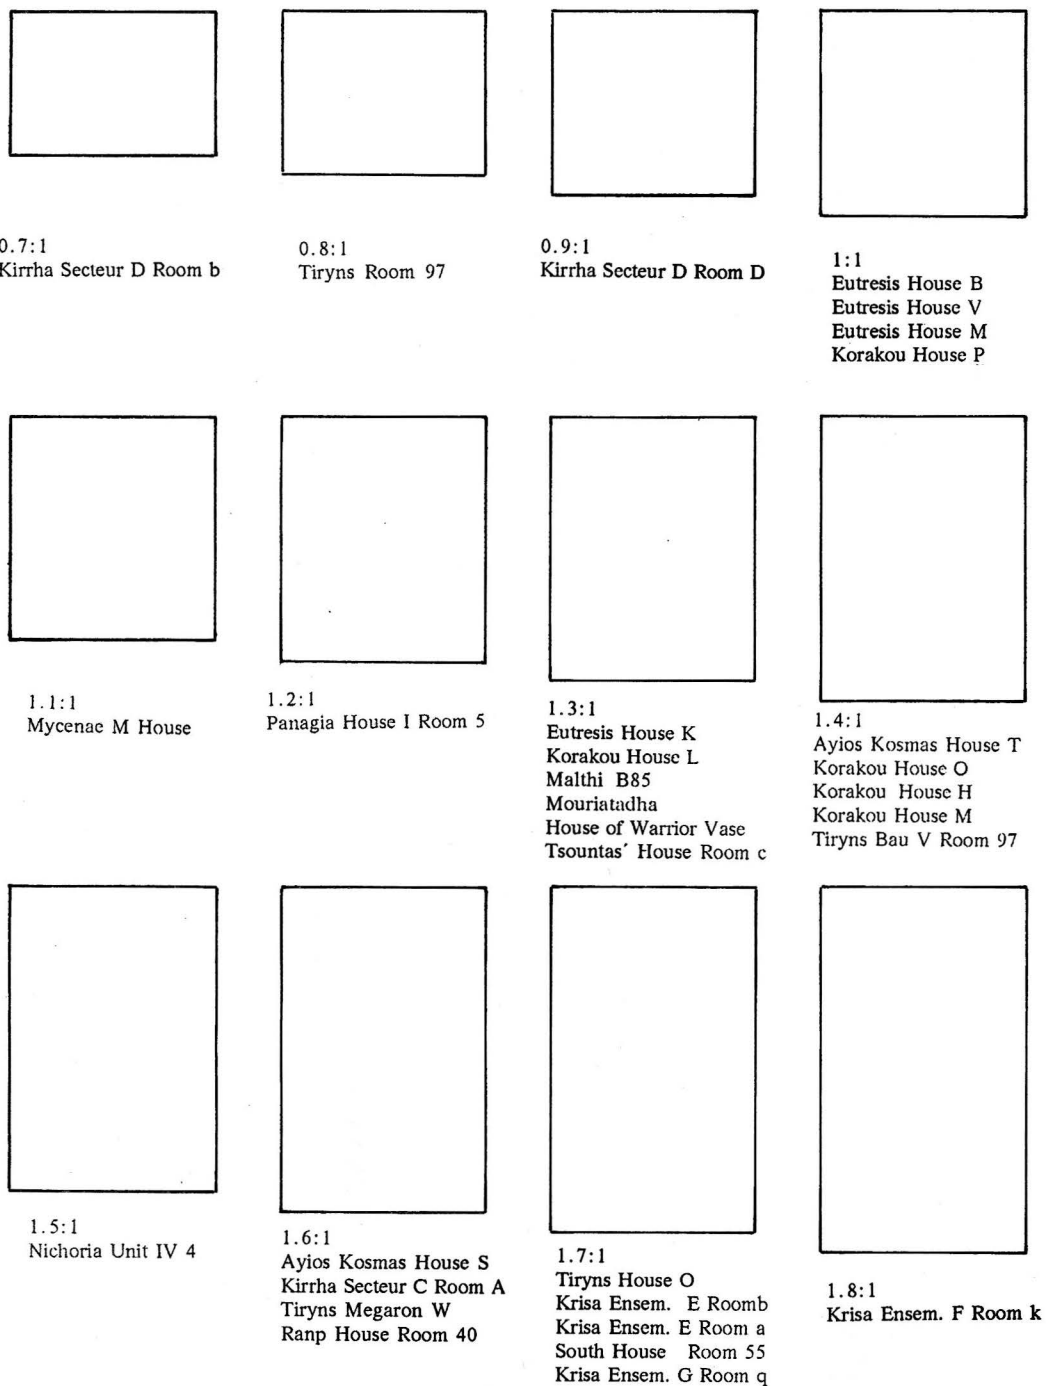 0.7:1
Kirrha Secteur D Room b
0.8:1
Tiryns Room 97
0.9:1
Kirrha Secteur D Room D
1:1
Eutresis House B
Eutresis House V
Eutresis House M
Korakou House P
1.1:1
Mycenae M House
1.2:1
Panagia House I Room 5
1.3:1
Eutresis House K
Korakou House L
Malthi B85
Mouriatadha
House of Warrior Vase
Tsountas´ House Room c
1.4:1
Ayios Kosmas House T
Korakou House O
Korakou House H
Korakou House M
Tiryns Bau V Room 97
1.5:1
Nichoria Unit IV 4
1.6:1
Ayios Kosmas House S
Kirrha Secteur C Room A
Tiryns Megaron W
Ranp House Room 40
1.7:1
Tiryns House O
Krisa Ensem. E Roomb
Krisa Ensem. E Room a
South House Room 55
Krisa Ensem. G Room q
1.8:1
Krisa Ensem. F Room k